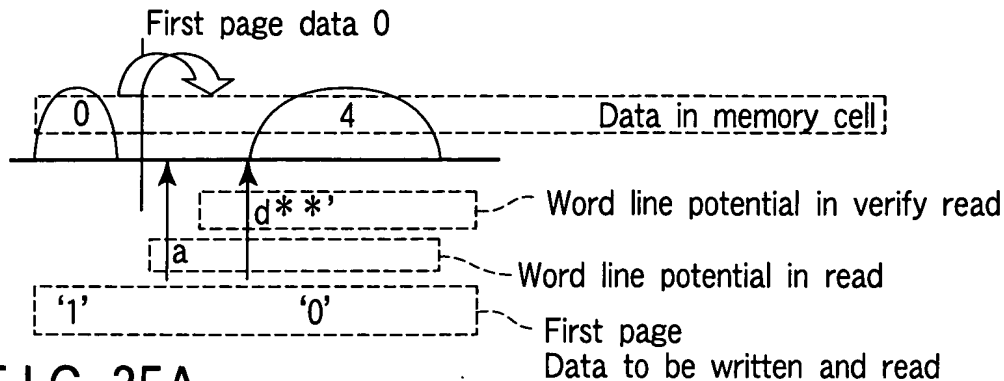 First page data 0
0 4 Data in memory cell
d**' Word line potential in verify read
a
Word line potential in read
'1' '0'
First page
Data to be written and read